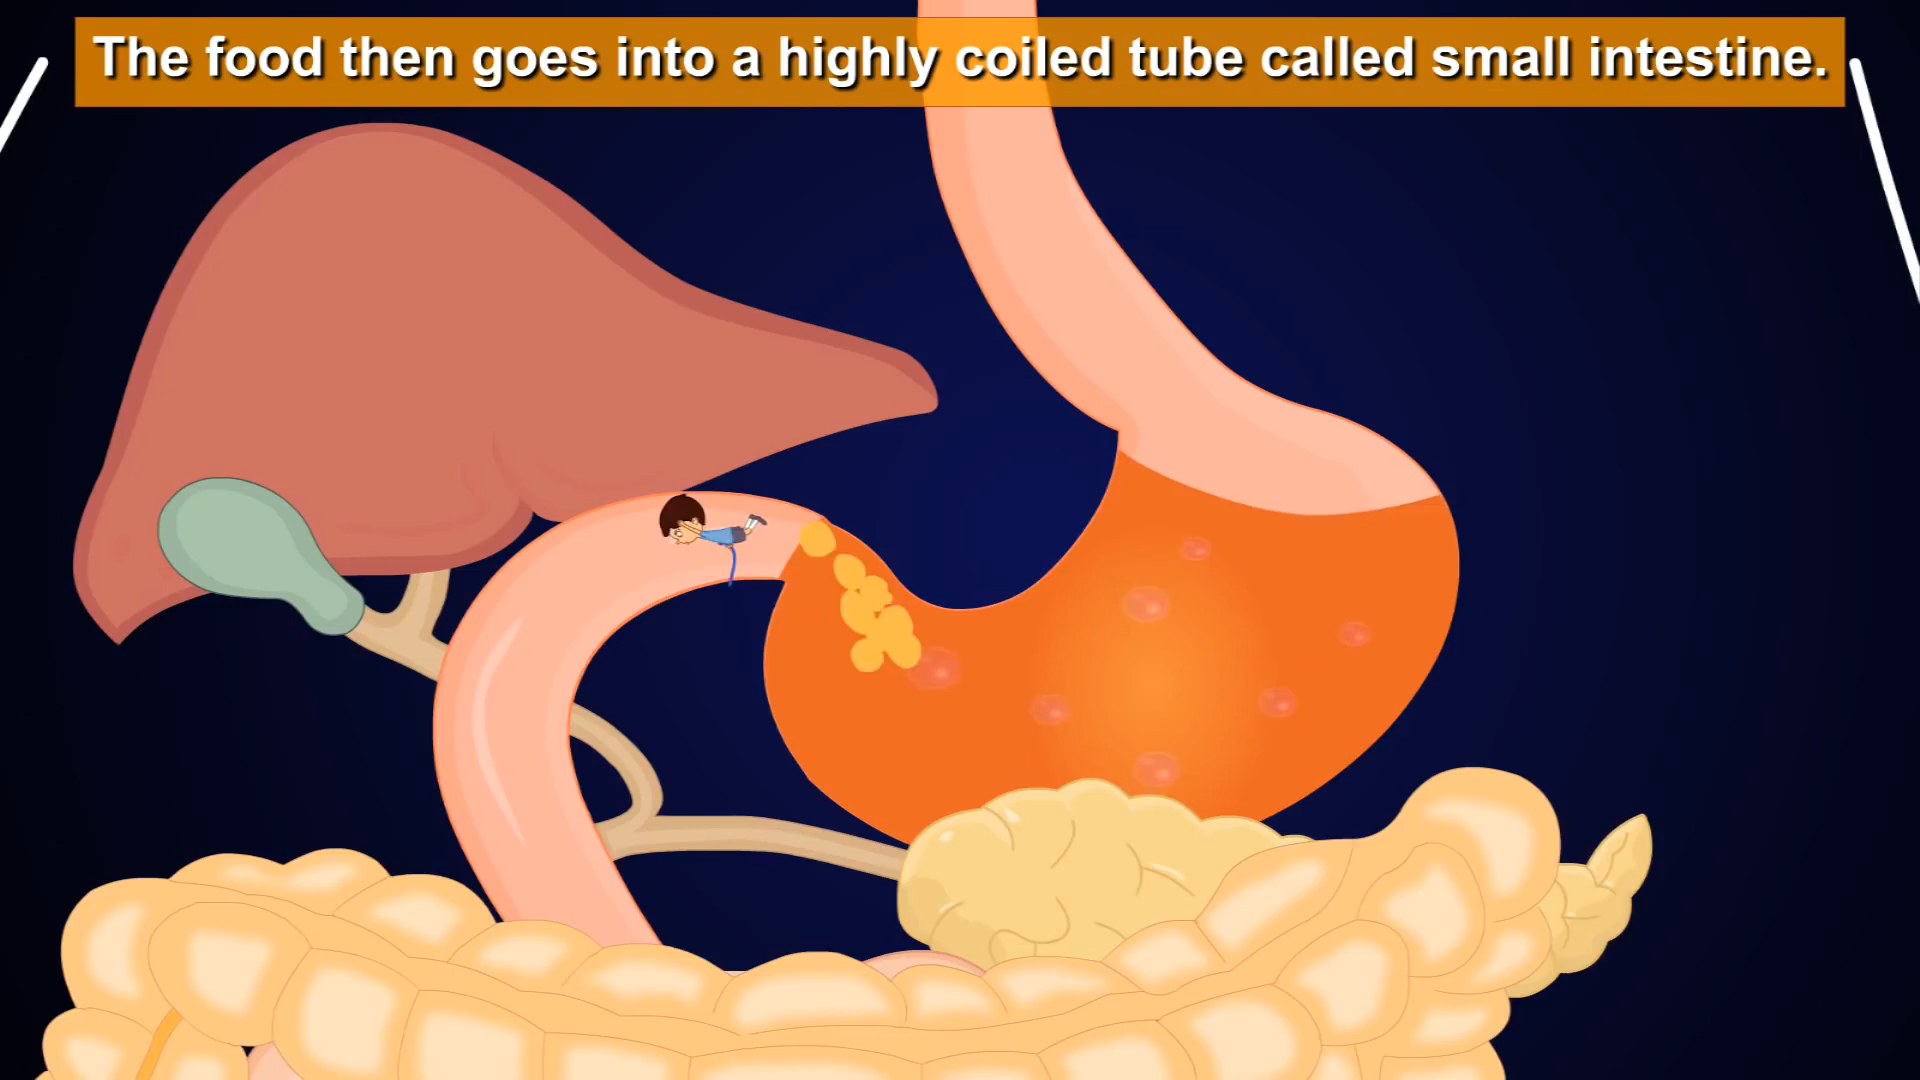 The food then goes into a highly coiled tube called small intestine.